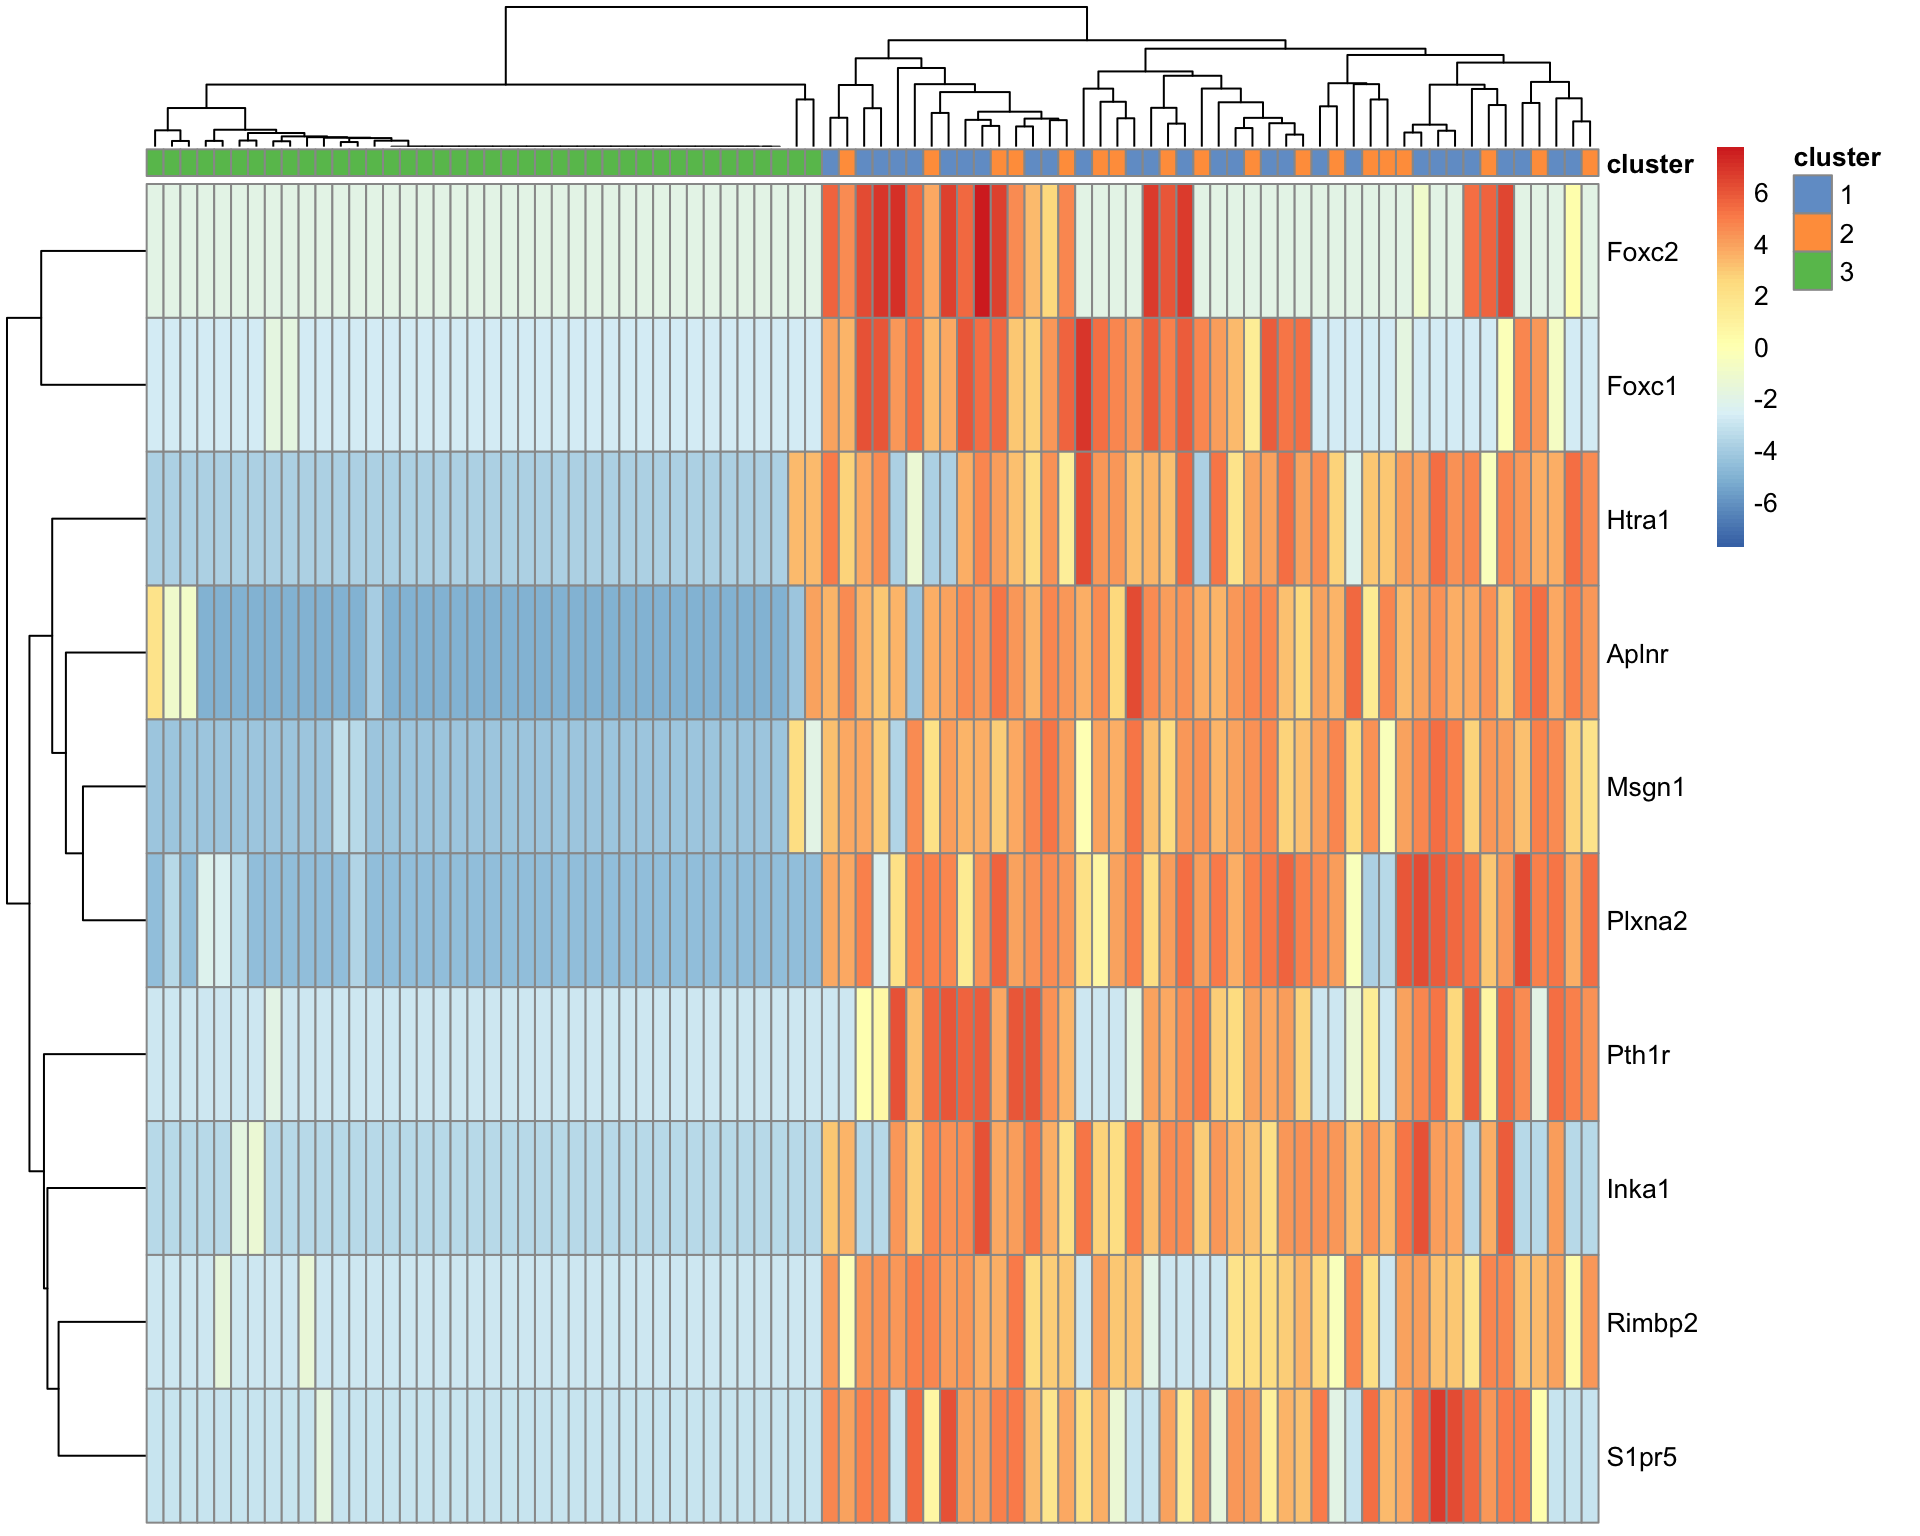 cluster
6
4
2
0
-2
-4
-6
cluster
1
2
3
Foxc2
Foxc1
Htra1
Aplnr
Msgn1
Plxna2
Pth1r
Inka1
Rimbp2
S1pr5